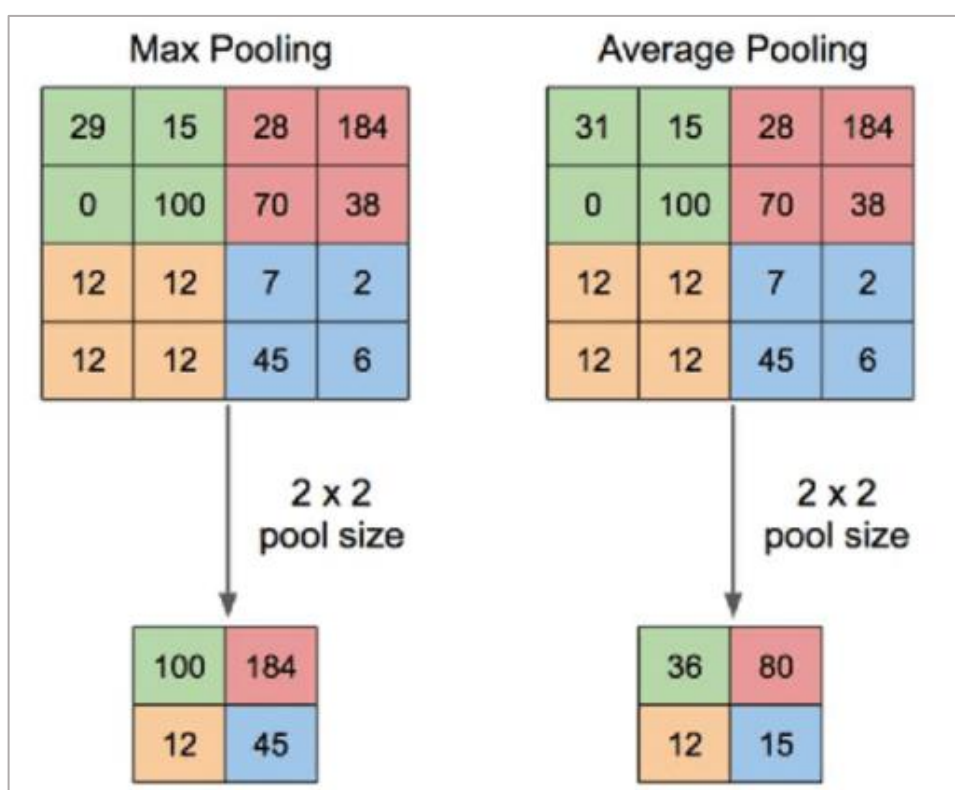 Max Pooling
29 15 28 184
0 100 70 38
12 12 7 2
12 12 45 6
2 x 2
pool size
100 184
12 45
Average Pooling
31 15 28 184
0 100 70 38
12 12 7 2
12 12 45 6
2 x 2
pool size
36 80
12 15